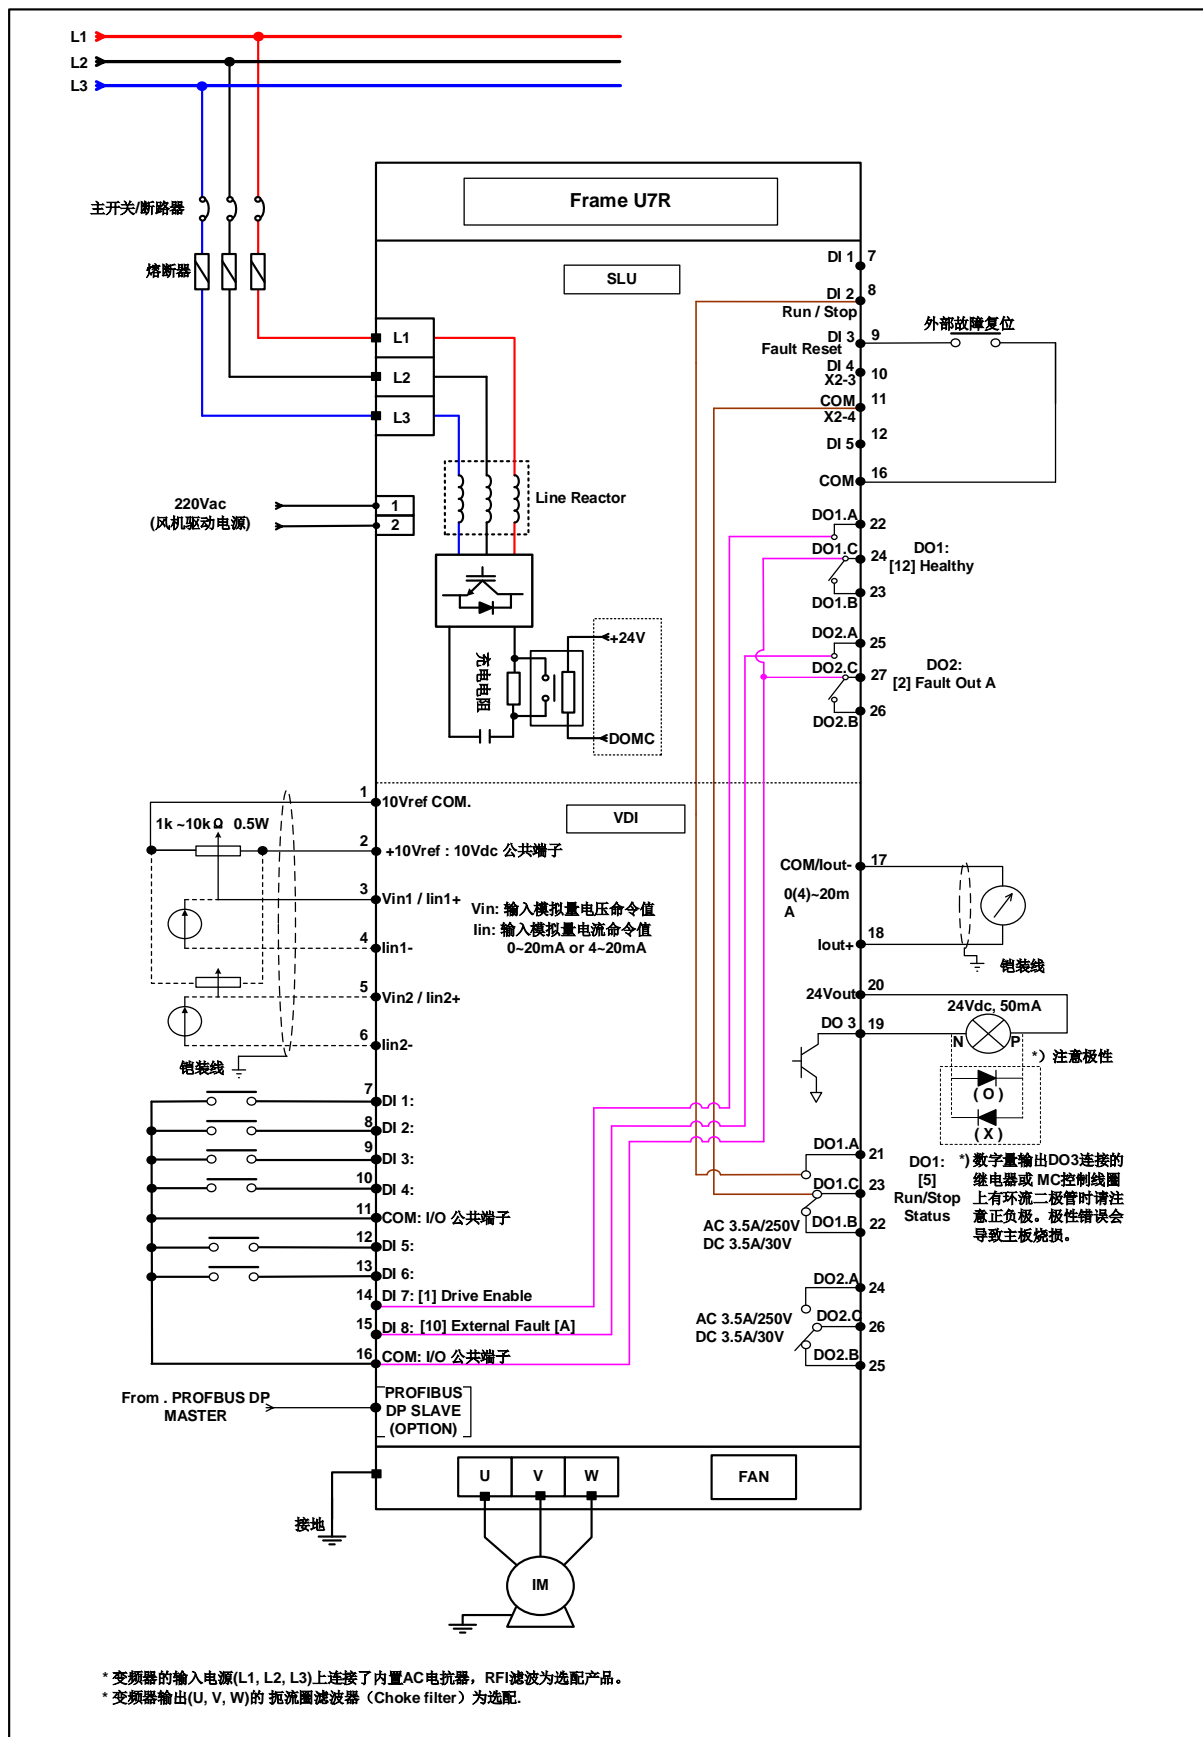 L1
L2
L3
主开关/断路器
熔断器
Frame U7R
SLU
L1
L2
L3
Line Reactor
220Vac
(风机驱动电源)
1
2
充电电阻
+24V
DOMC
DI 1
7
DI 2
8
Run / Stop
DI 3
9
Fault Reset
DI 4
X2-3
10
COM
11
X2-4
12
DI 5
16
COM
外部故障复位
DO1.A
22
DO1.C
24
DO1:
[12] Healthy
23
DO1.B
DO2.A
25
DO2.C
27
DO2:
[2] Fault Out A
26
DO2.B
VDI
1
10Vref COM.
1k ~10kΩ 0.5W
2
+10Vref : 10Vdc 公共端子
3
Vin1 / Iin1+
Vin: 输入模拟量电压命令值
Iin: 输入模拟量电流命令值
0~20mA or 4~20mA
4
Iin1-
5
Vin2 / Iin2+
6
Iin2-
铠装线
7
DI 1:
8
DI 2:
9
DI 3:
10
DI 4:
11
COM: I/O 公共端子
12
DI 5:
13
DI 6:
14
DI 7: [1] Drive Enable
15
DI 8: [10] External Fault [A]
16
COM: I/O 公共端子
From . PROFBUS DP
MASTER
PROFIBUS
DP SLAVE
(OPTION)
COM/Iout-
17
0(4)~20m
A
18
Iout+
铠装线
20
24Vout
24Vdc, 50mA
DO 3
19
N
P
*）注意极性
( O )
( X )
DO1.A
21
DO1.C
23
DO1:
[5]
Run/Stop
Status
DO1.B
22
AC 3.5A/250V
DC 3.5A/30V
*) 数字量输出DO3连接的
继电器或 MC控制线圈
上有环流二极管时请注
意正负极。极性错误会
导致主板烧损。
DO2.A
24
AC 3.5A/250V
DC 3.5A/30V
DO2.C
26
DO2.B
25
U
V
W
FAN
接地
IM
* 变频器的输入电源(L1, L2, L3)上连接了内置AC电抗器，RFI滤波为选配产品。
* 变频器输出(U, V, W)的 扼流圈滤波器（Choke filter）为选配.